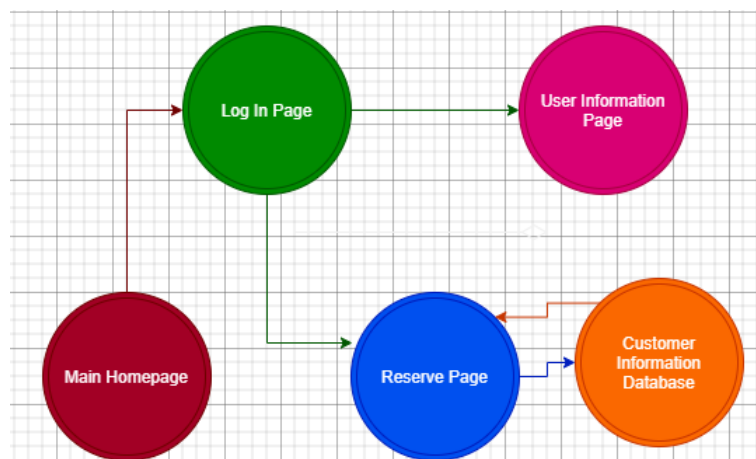 Log In Page
User Information
Page
Main Homepage
Reserve Page
Customer
Information
Database